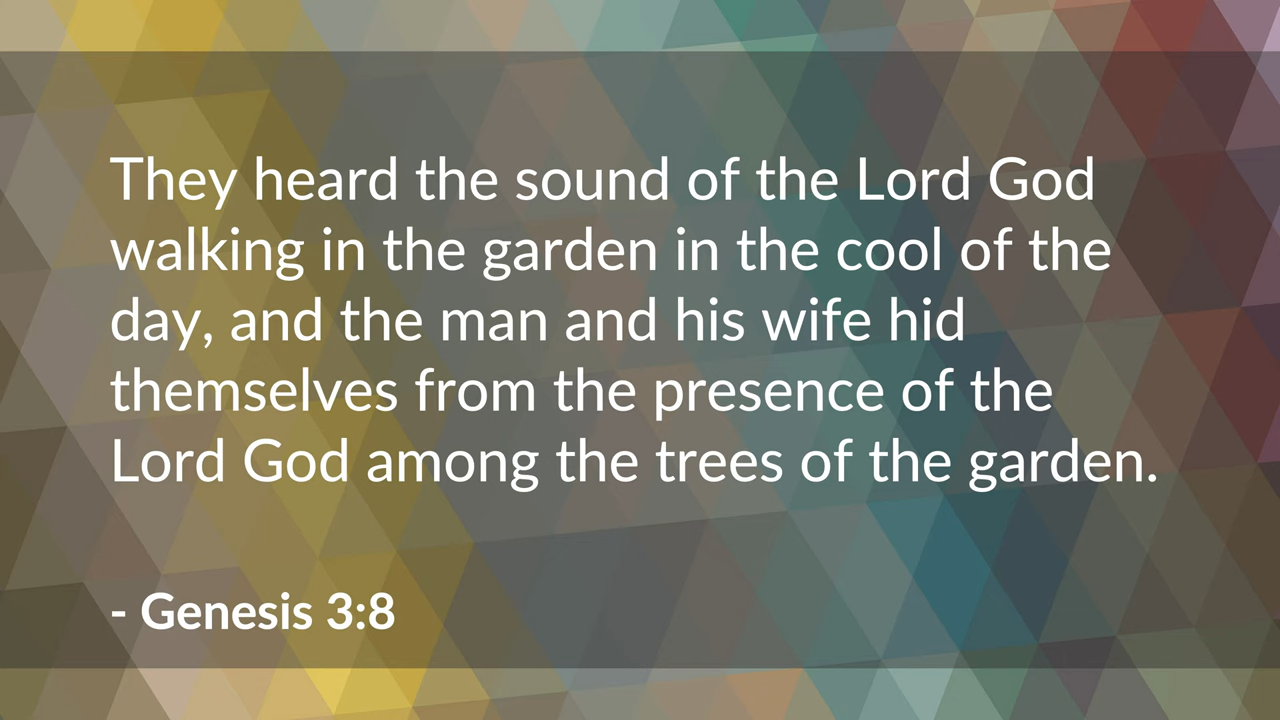 They heard the sound of the Lord God
walking in the garden in the cool of the
day, and the man and his wife hid
themselves from the presence of the
Lord God among the trees of the garden.
- Genesis 3:8